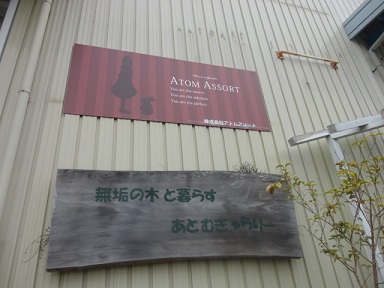 ATOM ASSORT
You are the
You are the
You are the perfect
株式会社アトムアソート
無垢の木と暮らす
あとむぎゃらりー